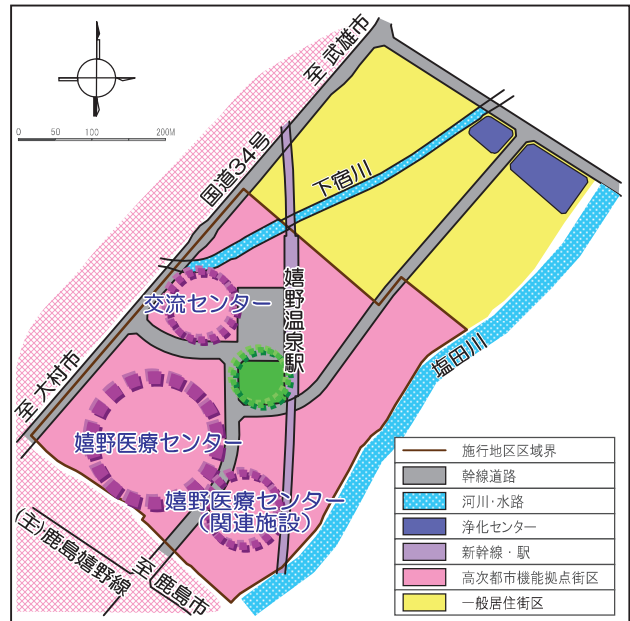 至 武雄市
0 50 100 200M
国道34号
下宿川
嬉野温泉駅
交流センター
塩田川
至 大村市
嬉野医療センター
嬉野医療センター
(関連施設)
(主)鹿島嬉野線
至 鹿島市
施行地区区域界
幹線道路
河川・水路
浄化センター
新幹線・駅
高次都市機能拠点街区
一般居住街区